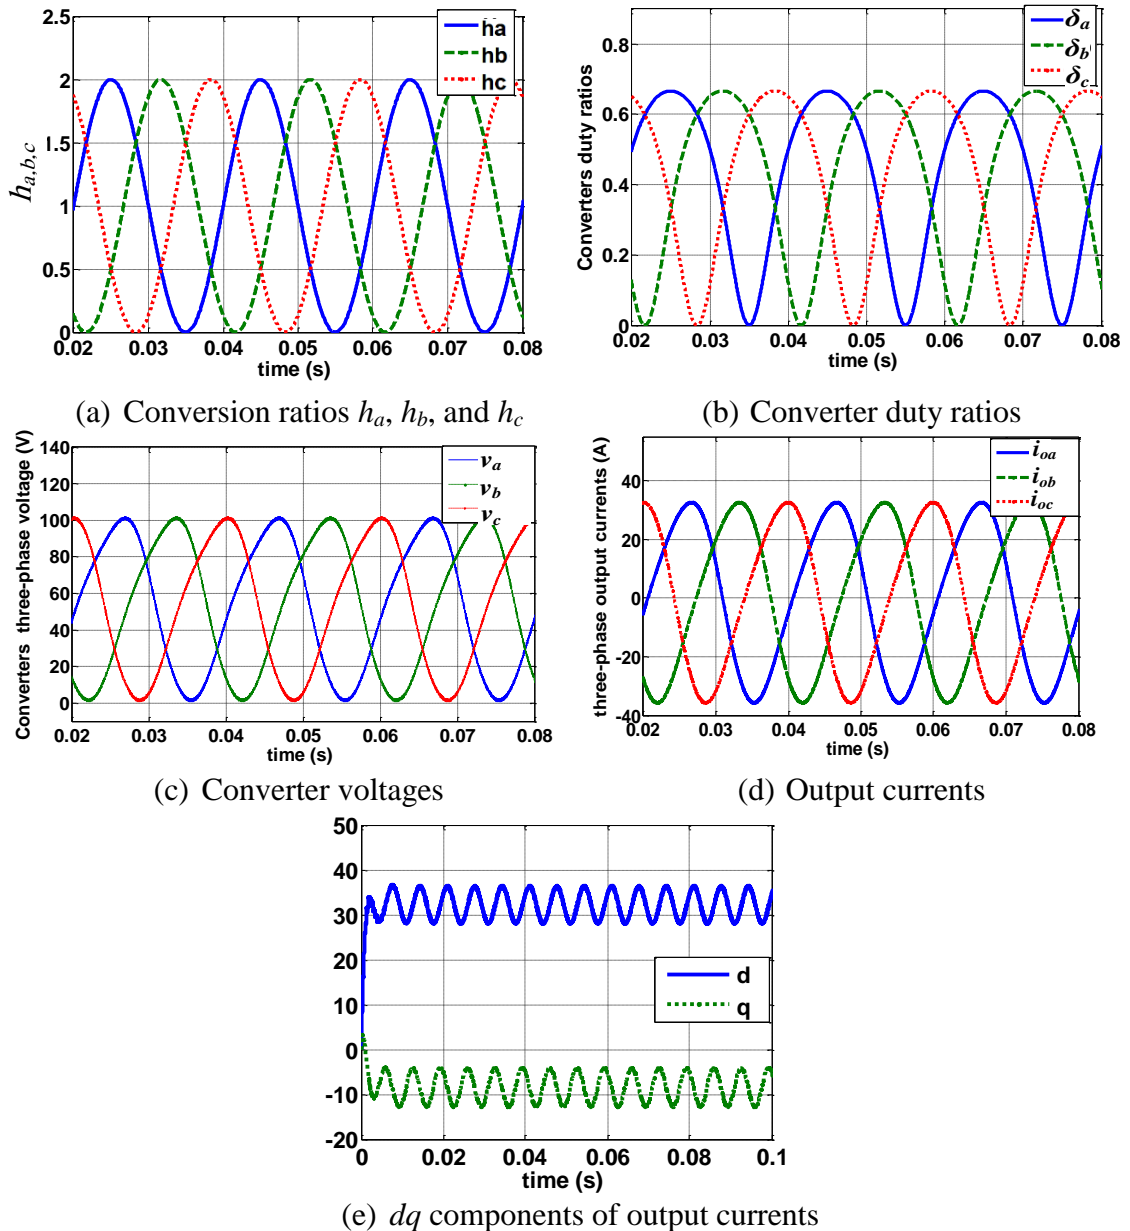 2.5
2
1.5
1
0.5
0
h_{a,b,c}
ha
hb
hc
0.02 0.03 0.04 0.05 0.06 0.07 0.08
time (s)
(a) Conversion ratios h_a, h_b, and h_c
0.8
0.6
0.4
0.2
0
Converters duty ratios
δ_a
δ_b
δ_c
0.02 0.03 0.04 0.05 0.06 0.07 0.08
time (s)
(b) Converter duty ratios
140
120
100
80
60
40
20
0
Converters three-phase voltage (V)
v_a
v_b
v_c
0.02 0.03 0.04 0.05 0.06 0.07 0.08
time (s)
(c) Converter voltages
40
20
0
-20
-40
three-phase output currents (A)
i_{oa}
i_{ob}
i_{oc}
0.02 0.03 0.04 0.05 0.06 0.07 0.08
time (s)
(d) Output currents
50
40
30
20
10
0
-10
-20
d
q
0 0.02 0.04 0.06 0.08 0.1
time (s)
(e) dq components of output currents